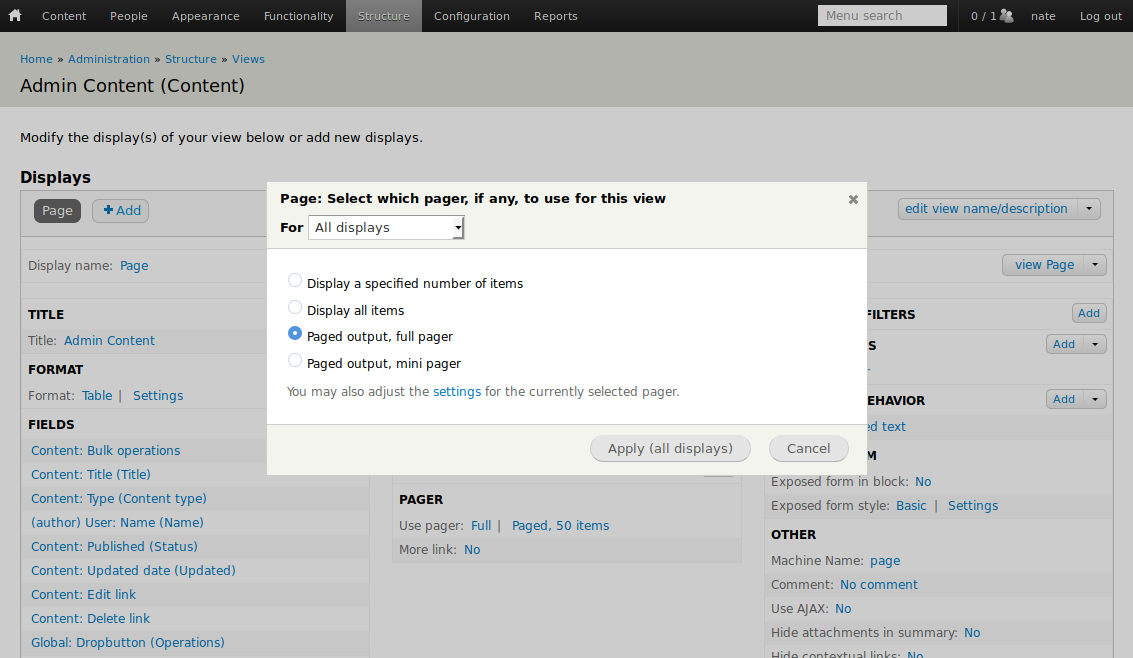 Content People Appearance Functionality Structure Configuration Reports Menu search 0 / 1 nate Log out
Home » Administration » Structure » Views
Admin Content (Content)
Modify the display(s) of your view below or add new displays.
Displays
Page + Add
edit view name/description
Display name: Page
view Page
Page: Select which pager, if any, to use for this view
For All displays
Display a specified number of items
Display all items
Paged output, full pager
Paged output, mini pager
You may also adjust the settings for the currently selected pager.
Apply (all displays) Cancel
TITLE
Title: Admin Content
FORMAT
Format: Table | Settings
FIELDS
Content: Bulk operations
Content: Title (Title)
Content: Type (Content type)
(author) User: Name (Name)
Content: Published (Status)
Content: Updated date (Updated)
Content: Edit link
Content: Delete link
Global: Dropbutton (Operations)
PAGER
Use pager: Full | Paged, 50 items
More link: No
FILTERS Add
S Add
EHAVIOR Add
ed text
M
Exposed form in block: No
Exposed form style: Basic | Settings
OTHER
Machine Name: page
Comment: No comment
Use AJAX: No
Hide attachments in summary: No
Hide contextual links: No